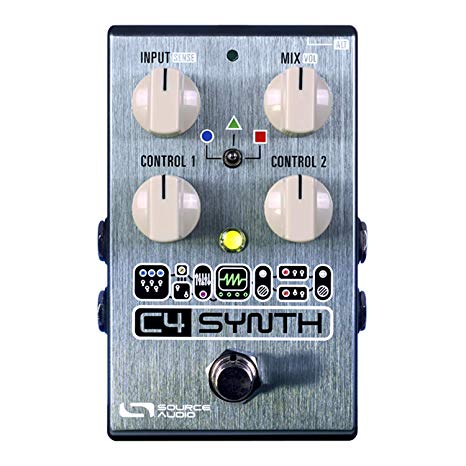 ALT
INPUT SENSE
MIX VOL
CONTROL 1
CONTROL 2
C4 SYNTH
SOURCE
AUDIO